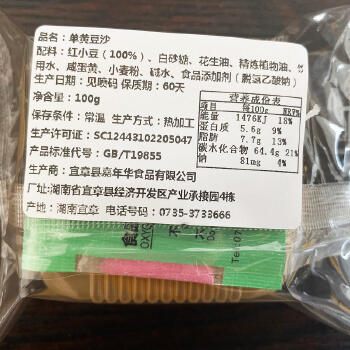 品名：单黄豆沙
配料：红小豆（100%）、白砂糖、花生油、精炼植物油、
用水、咸蛋黄、小麦粉、碱水、食品添加剂（脱氢乙酸钠）
生产日期：见喷码 保质期：60天
净含量：100g
保存条件：常温 生产方式：热加工
生产许可证：SC12443102205047
产品标准代号：GB/T19855
生产商：宜章县嘉年华食品有限公司
厂址：湖南省宜章县经济开发区产业承接园4栋
产地：湖南宜章 电话号码：0735-3733666
营养成份表
项目 每100g NRV%
能量 1476KJ 18%
蛋白质 5.6g 9%
脂肪 7.7g 13%
碳水化合物 64.4g 21%
钠 81mg 4%
OXYG
Do
Tel:07